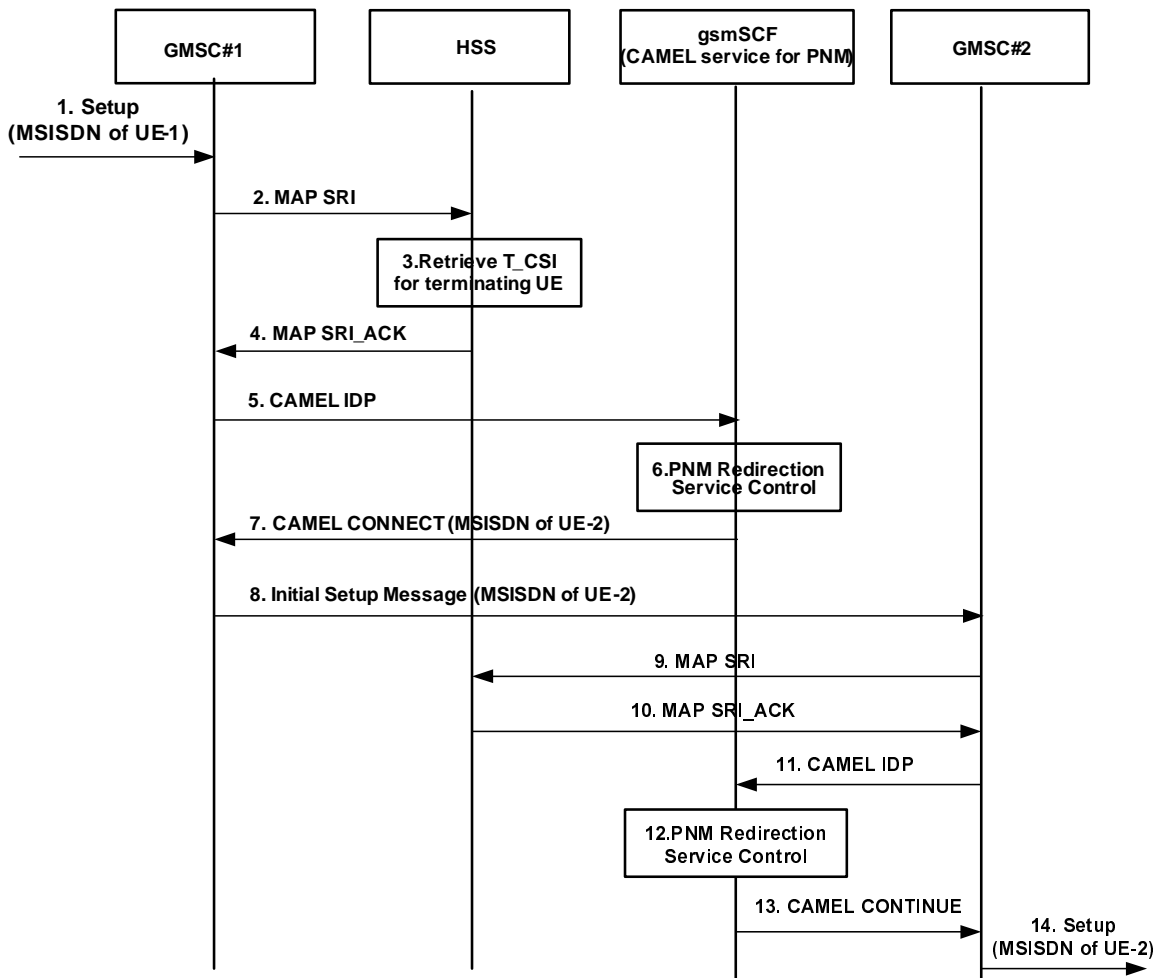 GMSC#1
HSS
gsmSCF
(CAMEL service for PNM)
GMSC#2
1. Setup
(MSISDN of UE-1)
2. MAP SRI
3.Retrieve T_CSI
for terminating UE
4. MAP SRI_ACK
5. CAMEL IDP
6.PNM Redirection
Service Control
7. CAMEL CONNECT (MSISDN of UE-2)
8. Initial Setup Message (MSISDN of UE-2)
9. MAP SRI
10. MAP SRI_ACK
11. CAMEL IDP
12.PNM Redirection
Service Control
13. CAMEL CONTINUE
14. Setup
(MSISDN of UE-2)